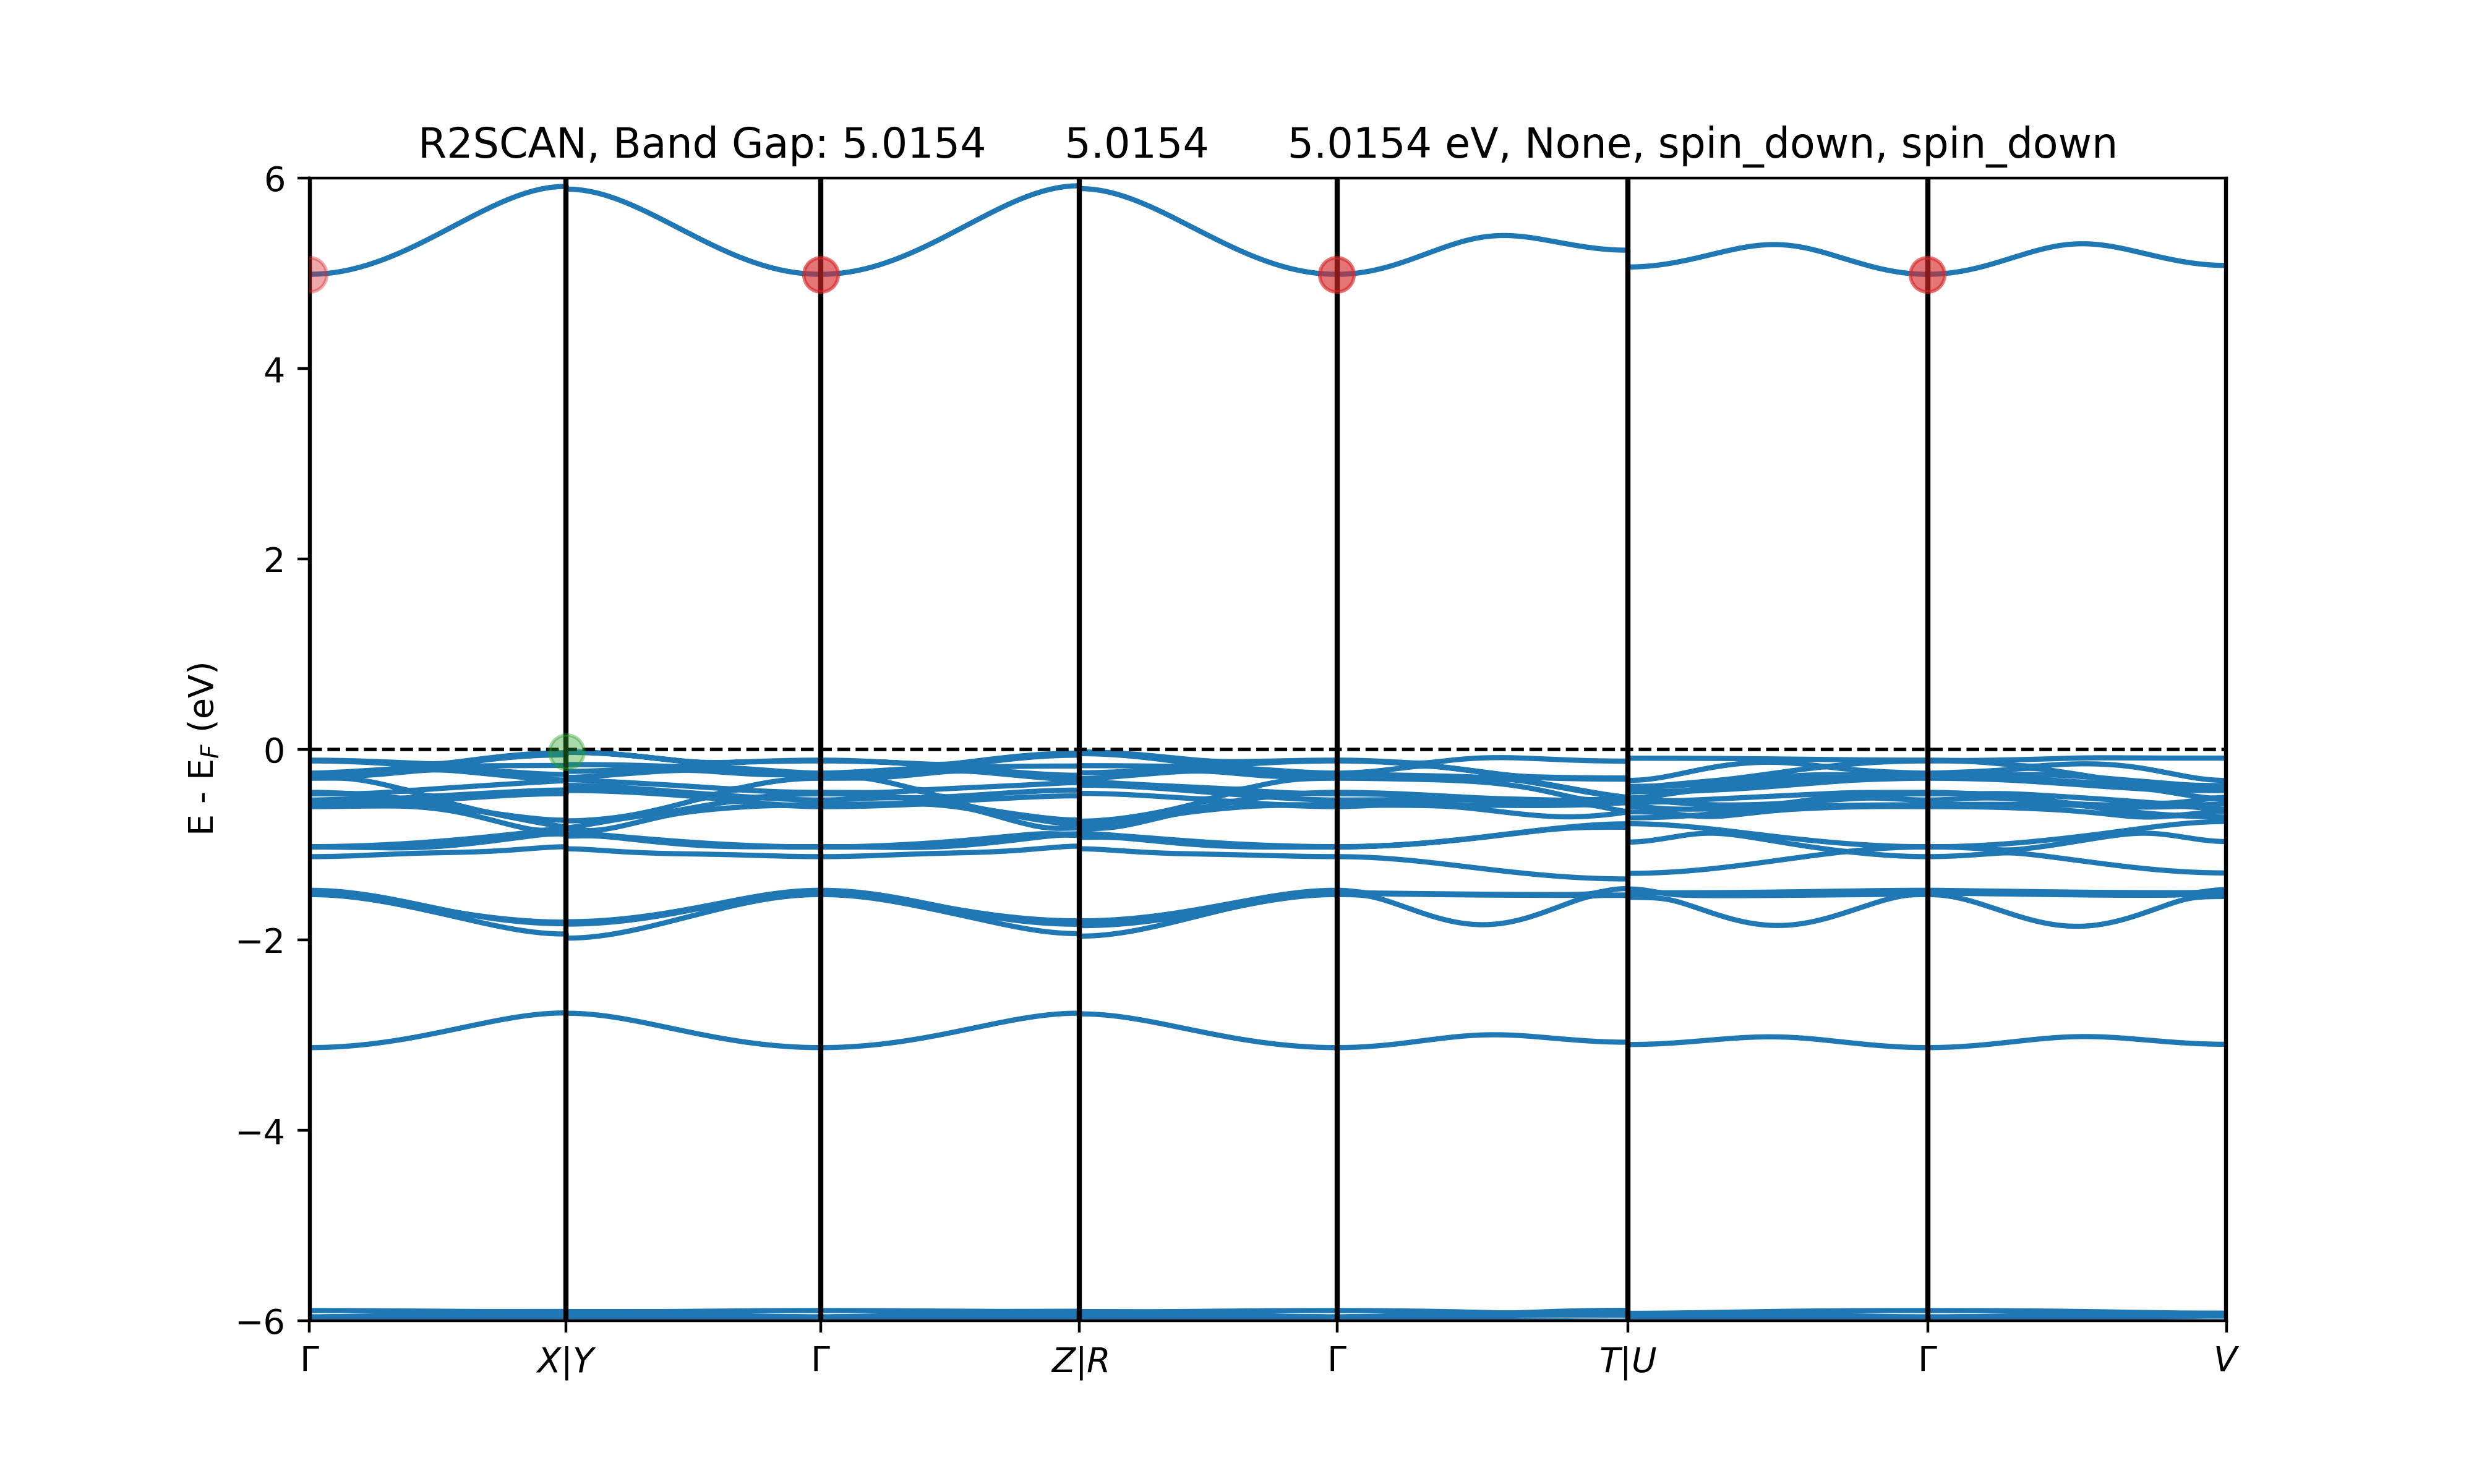 R2SCAN, Band Gap: 5.0154 5.0154 5.0154 eV, None, spin_down, spin_down
6
4
2
0
−2
−4
−6
E - E_F (eV)
Γ X|Y Γ Z|R Γ T|U Γ V